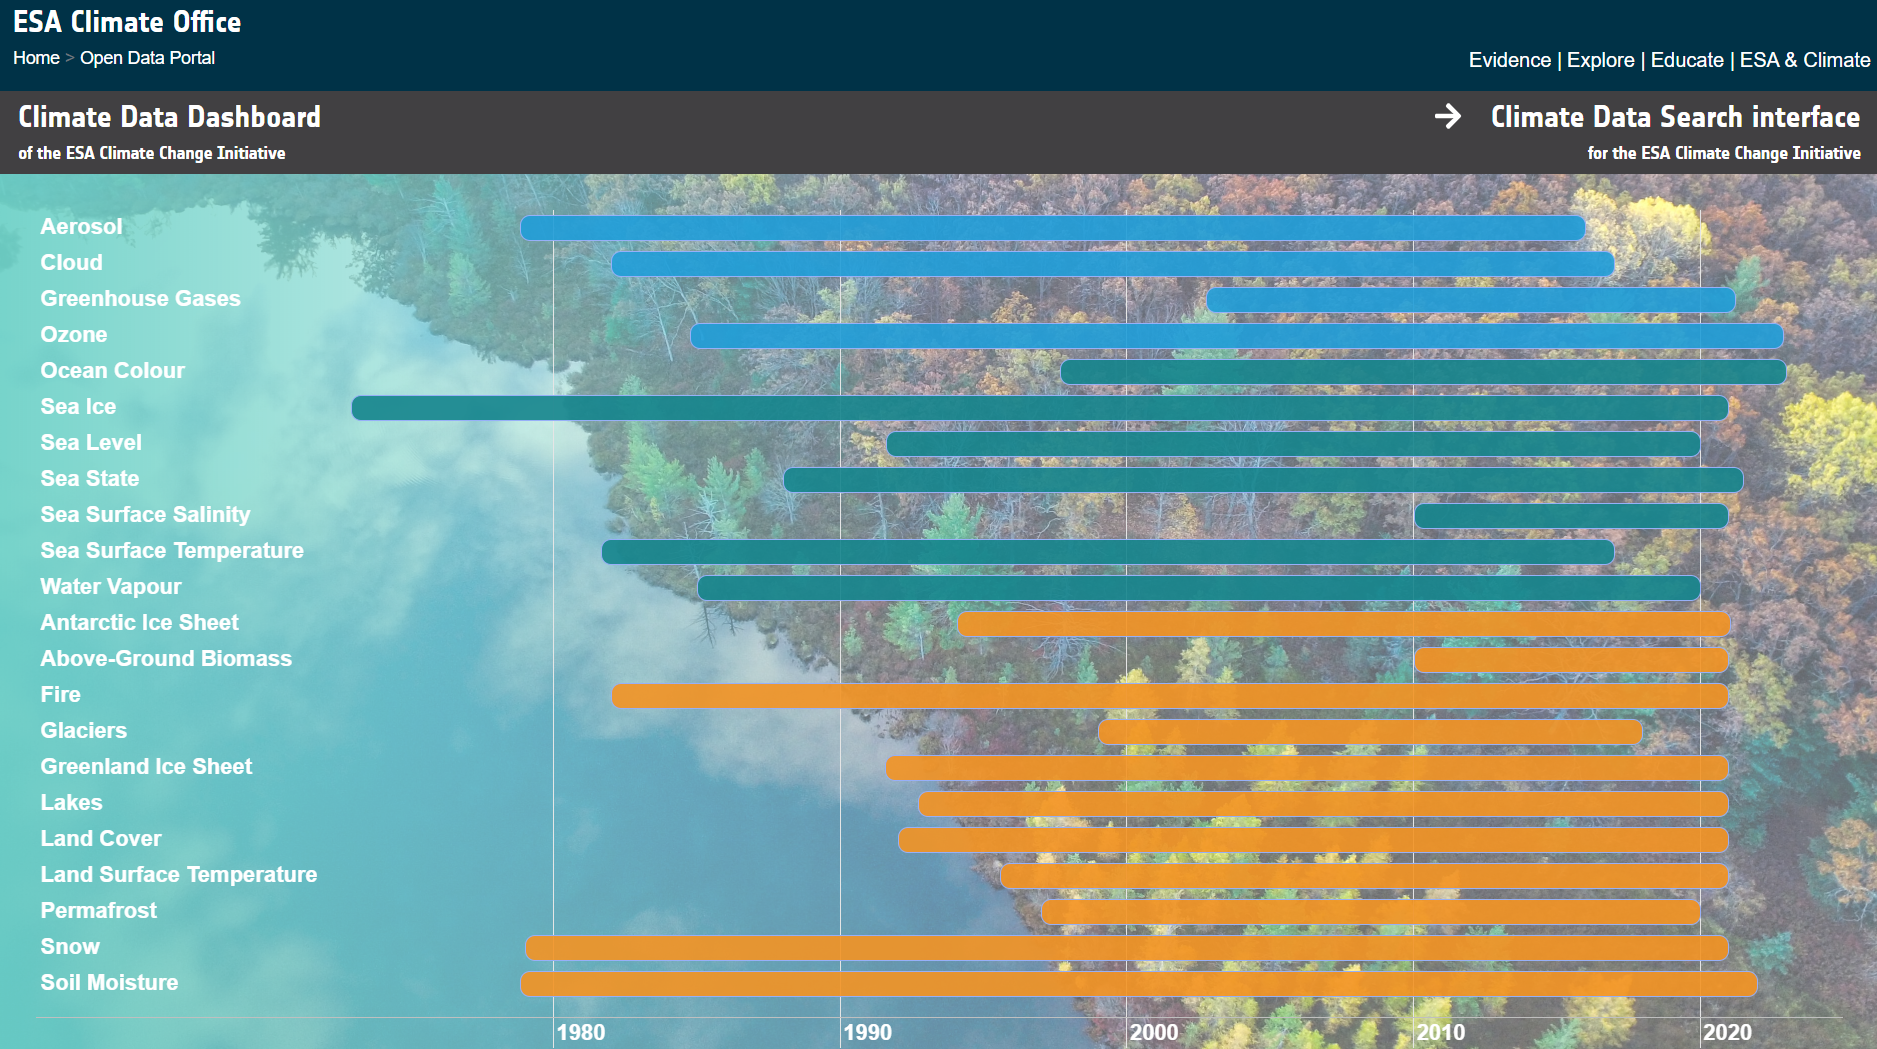 ESA Climate Office
Home > Open Data Portal
Evidence | Explore | Educate | ESA & Climate
Climate Data Dashboard
of the ESA Climate Change Initiative
→ Climate Data Search interface
for the ESA Climate Change Initiative
Aerosol
Cloud
Greenhouse Gases
Ozone
Ocean Colour
Sea Ice
Sea Level
Sea State
Sea Surface Salinity
Sea Surface Temperature
Water Vapour
Antarctic Ice Sheet
Above-Ground Biomass
Fire
Glaciers
Greenland Ice Sheet
Lakes
Land Cover
Land Surface Temperature
Permafrost
Snow
Soil Moisture
1980 1990 2000 2010 2020